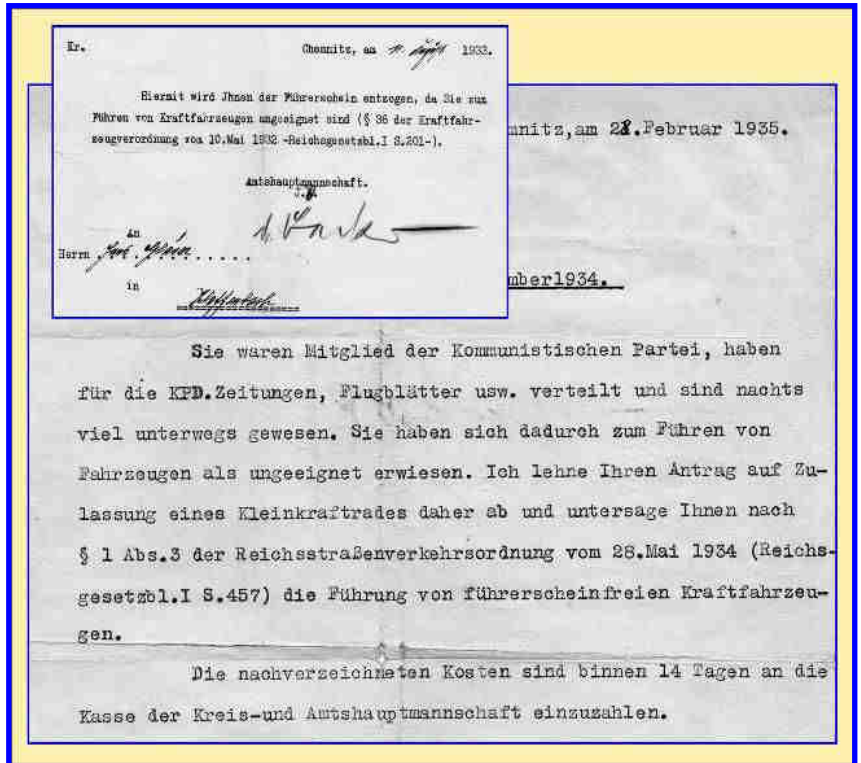 Kr.
Chemnitz, am 1933.
Hiermit wird Jhnen der Führerschein entzogen, da Sie zum
Führen von Kraftfahrzeugen ungeeignet sind (§ 36 der Kraftfahr-
zeugverordnung vom 10.Mai 1932 -Reichsgesetzbl.I S.201-).
Amtshauptmannschaft.
J.V.
An
Herrn
in
mnitz,am 28.Februar 1935.
mber1934.
Sie waren Mitglied der Kommunistischen Partei, haben
für die KPD.Zeitungen, Flugblätter usw. verteilt und sind nachts
viel unterwegs gewesen. Sie haben sich dadurch zum Führen von
Fahrzeugen als ungeeignet erwiesen. Ich lehne Ihren Antrag auf Zu-
lassung eines Kleinkraftrades daher ab und untersage Ihnen nach
§ 1 Abs.3 der Reichsstraßenverkehrsordnung vom 28.Mai 1934 (Reichs-
gesetzbl.I S.457) die Führung von führerscheinfreien Kraftfahrzeu-
gen.
Die nachverzeichneten Kosten sind binnen 14 Tagen an die
Kasse der Kreis-und Amtshauptmannschaft einzuzahlen.